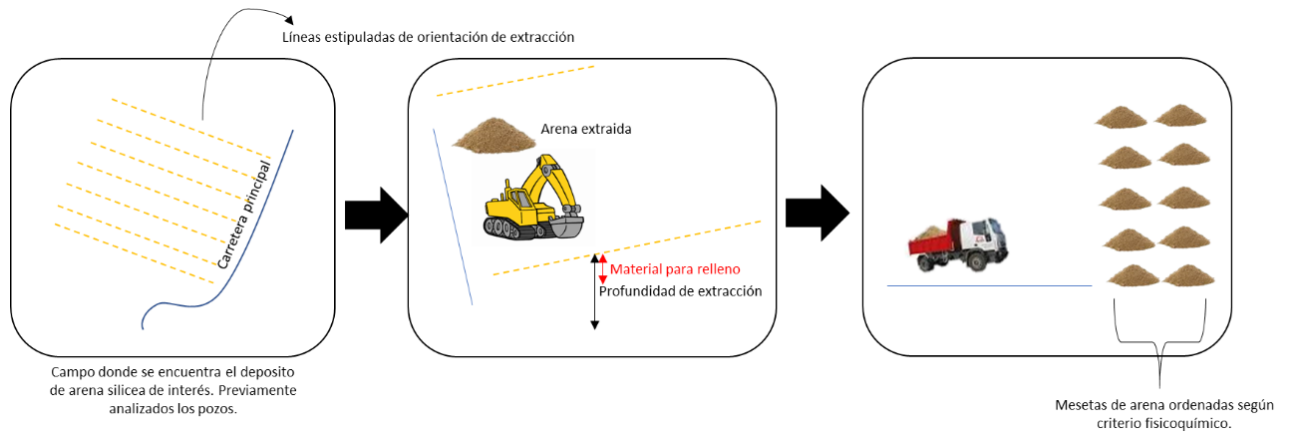 Líneas estipuladas de orientación de extracción
Carretera principal
Campo donde se encuentra el deposito
de arena silicea de interés. Previamente
analizados los pozos.
Arena extraida
Material para relleno
Profundidad de extracción
Mesetas de arena ordenadas según
criterio fisicoquímico.